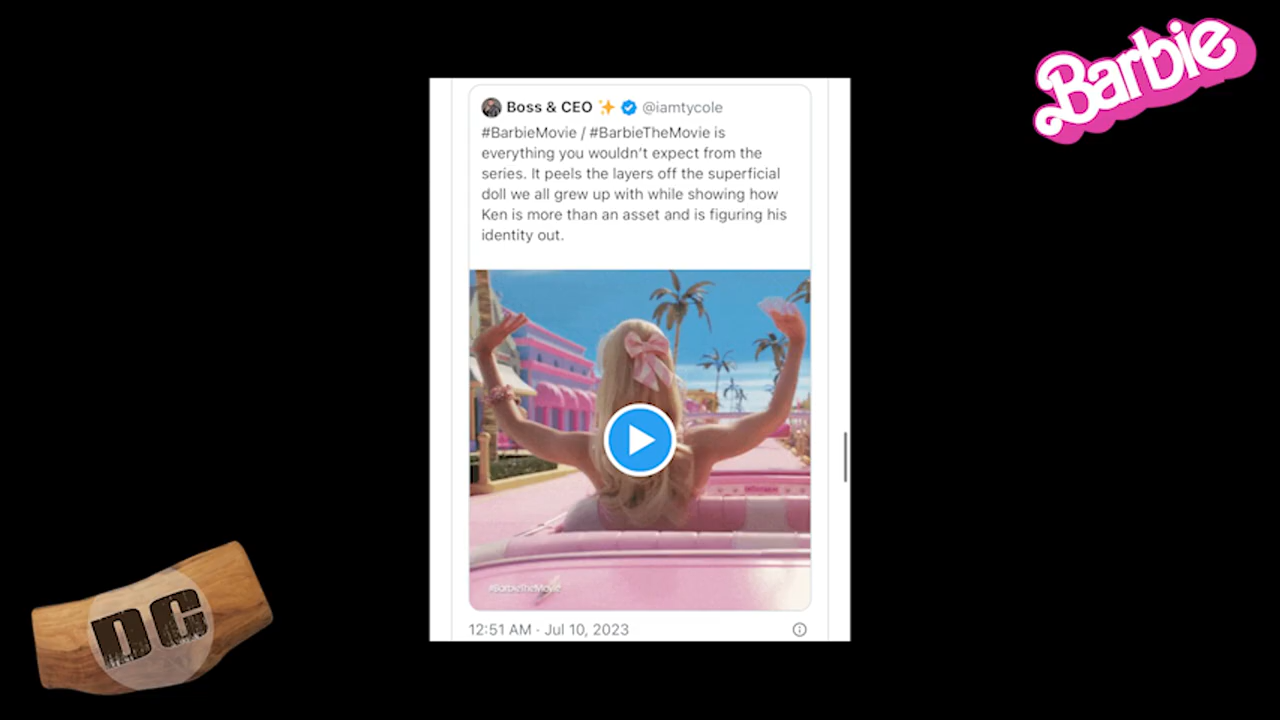 Barbie
Boss & CEO ✨ @iamtycole
#BarbieMovie / #BarbieTheMovie is
everything you wouldn't expect from the
series. It peels the layers off the superficial
doll we all grew up with while showing how
Ken is more than an asset and is figuring his
identity out.
#BarbieTheMovie
12:51 AM · Jul 10, 2023
DG